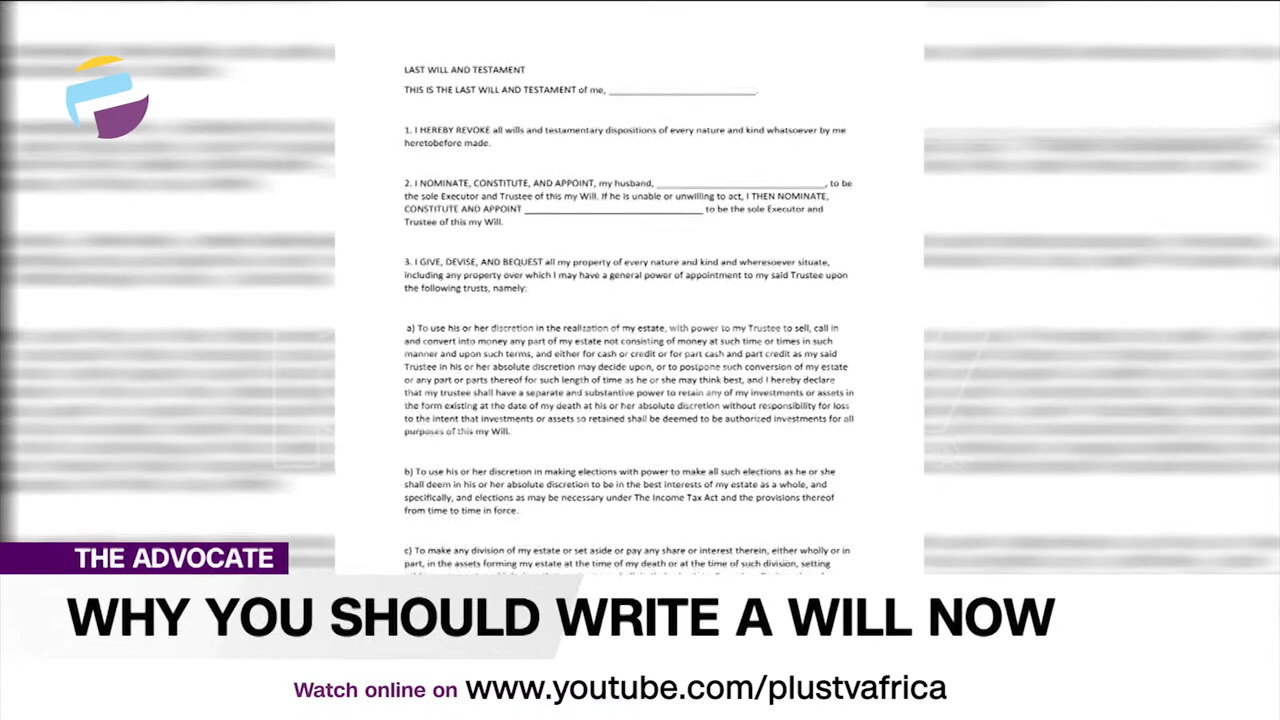 LAST WILL AND TESTAMENT
THIS IS THE LAST WILL AND TESTAMENT of me, ____________________________.
1. I HEREBY REVOKE all wills and testamentary dispositions of every nature and kind whatsoever by me
heretobefore made.
2. I NOMINATE, CONSTITUTE, AND APPOINT, my husband, ________________________________, to be
the sole Executor and Trustee of this my Will. If he is unable or unwilling to act, I THEN NOMINATE,
CONSTITUTE AND APPOINT __________________________________ to be the sole Executor and
Trustee of this my Will.
3. I GIVE, DEVISE, AND BEQUEST all my property of every nature and kind and wheresoever situate,
including any property over which I may have a general power of appointment to my said Trustee upon
the following trusts, namely:
a) To use his or her discretion in the realization of my estate, with power to my Trustee to sell, call in
and convert into money any part of my estate not consisting of money at such time or times in such
manner and upon such terms, and either for cash or credit or for part cash and part credit as my said
Trustee in his or her absolute discretion may decide upon, or to postpone such conversion of my estate
or any part or parts thereof for such length of time as he or she may think best, and I hereby declare
that my trustee shall have a separate and substantive power to retain any of my investments or assets in
the form existing at the date of my death at his or her absolute discretion without responsibility for loss
to the intent that investments or assets so retained shall be deemed to be authorized investments for all
purposes of this my Will.
b) To use his or her discretion in making elections with power to make all such elections as he or she
shall deem in his or her absolute discretion to be in the best interests of my estate as a whole, and
specifically, and elections as may be necessary under The Income Tax Act and the provisions thereof
from time to time in force.
c) To make any division of my estate or set aside or pay any share or interest therein, either wholly or in
part, in the assets forming my estate at the time of my death or at the time of such division, setting
THE ADVOCATE
WHY YOU SHOULD WRITE A WILL NOW
Watch online on www.youtube.com/plustvafrica